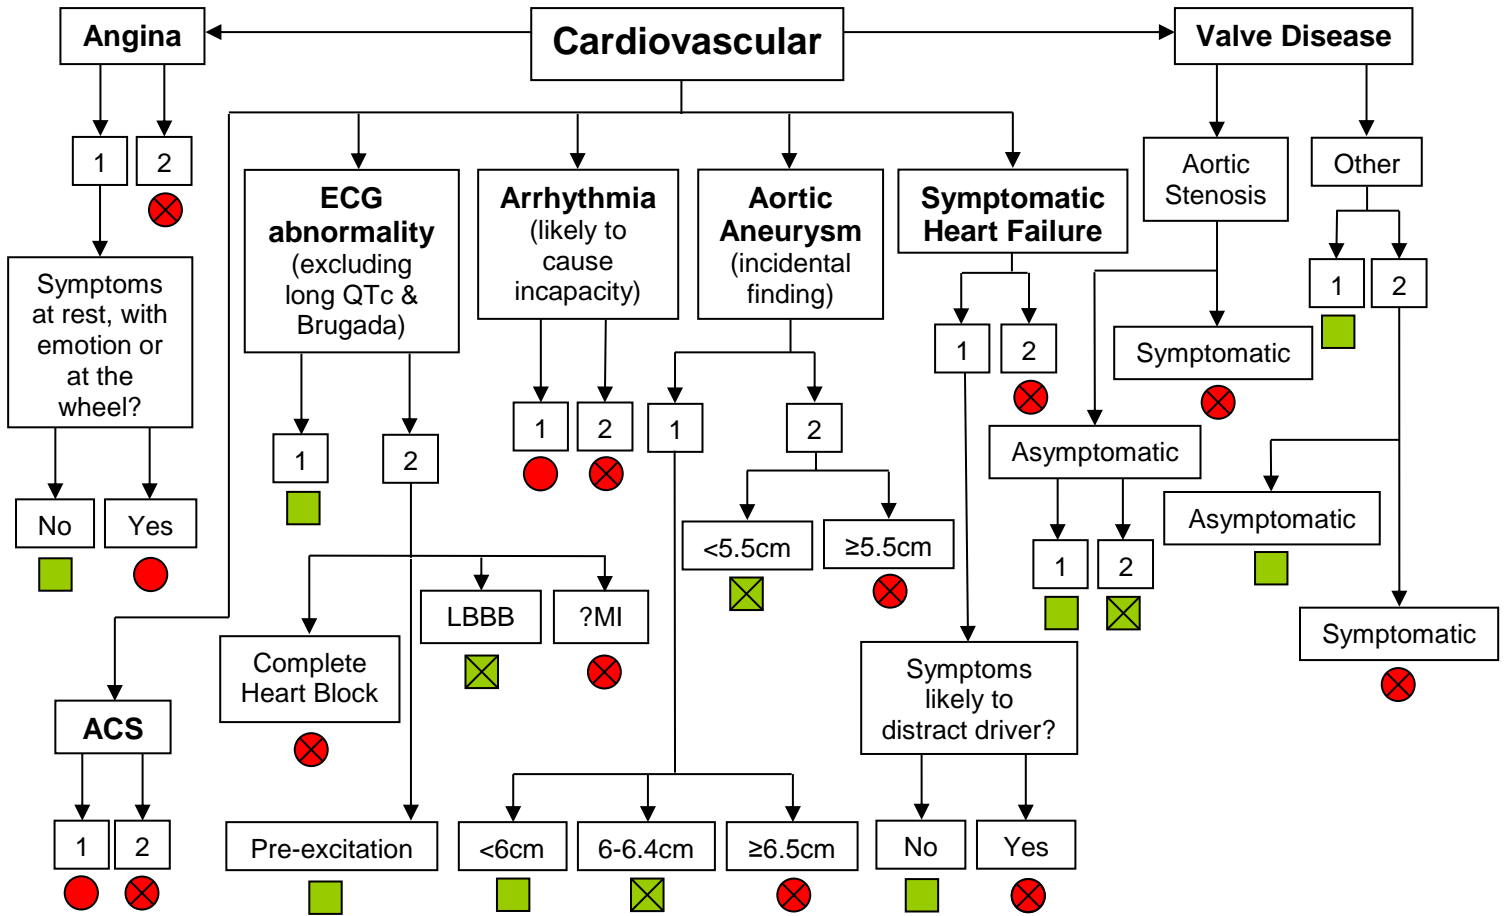 Angina
Cardiovascular
Valve Disease
1
2
Symptoms
at rest, with
emotion or
at the
wheel?
No
Yes
ACS
1
2
ECG
abnormality
(excluding
long QTc &
Brugada)
1
2
Complete
Heart Block
LBBB
?MI
Pre-excitation
Arrhythmia
(likely to
cause
incapacity)
1
2
Aortic
Aneurysm
(incidental
finding)
1
2
<5.5cm
≥5.5cm
<6cm
6-6.4cm
≥6.5cm
Symptomatic
Heart Failure
1
2
Symptoms
likely to
distract driver?
No
Yes
Aortic
Stenosis
Symptomatic
Asymptomatic
1
2
Other
1
2
Asymptomatic
Symptomatic